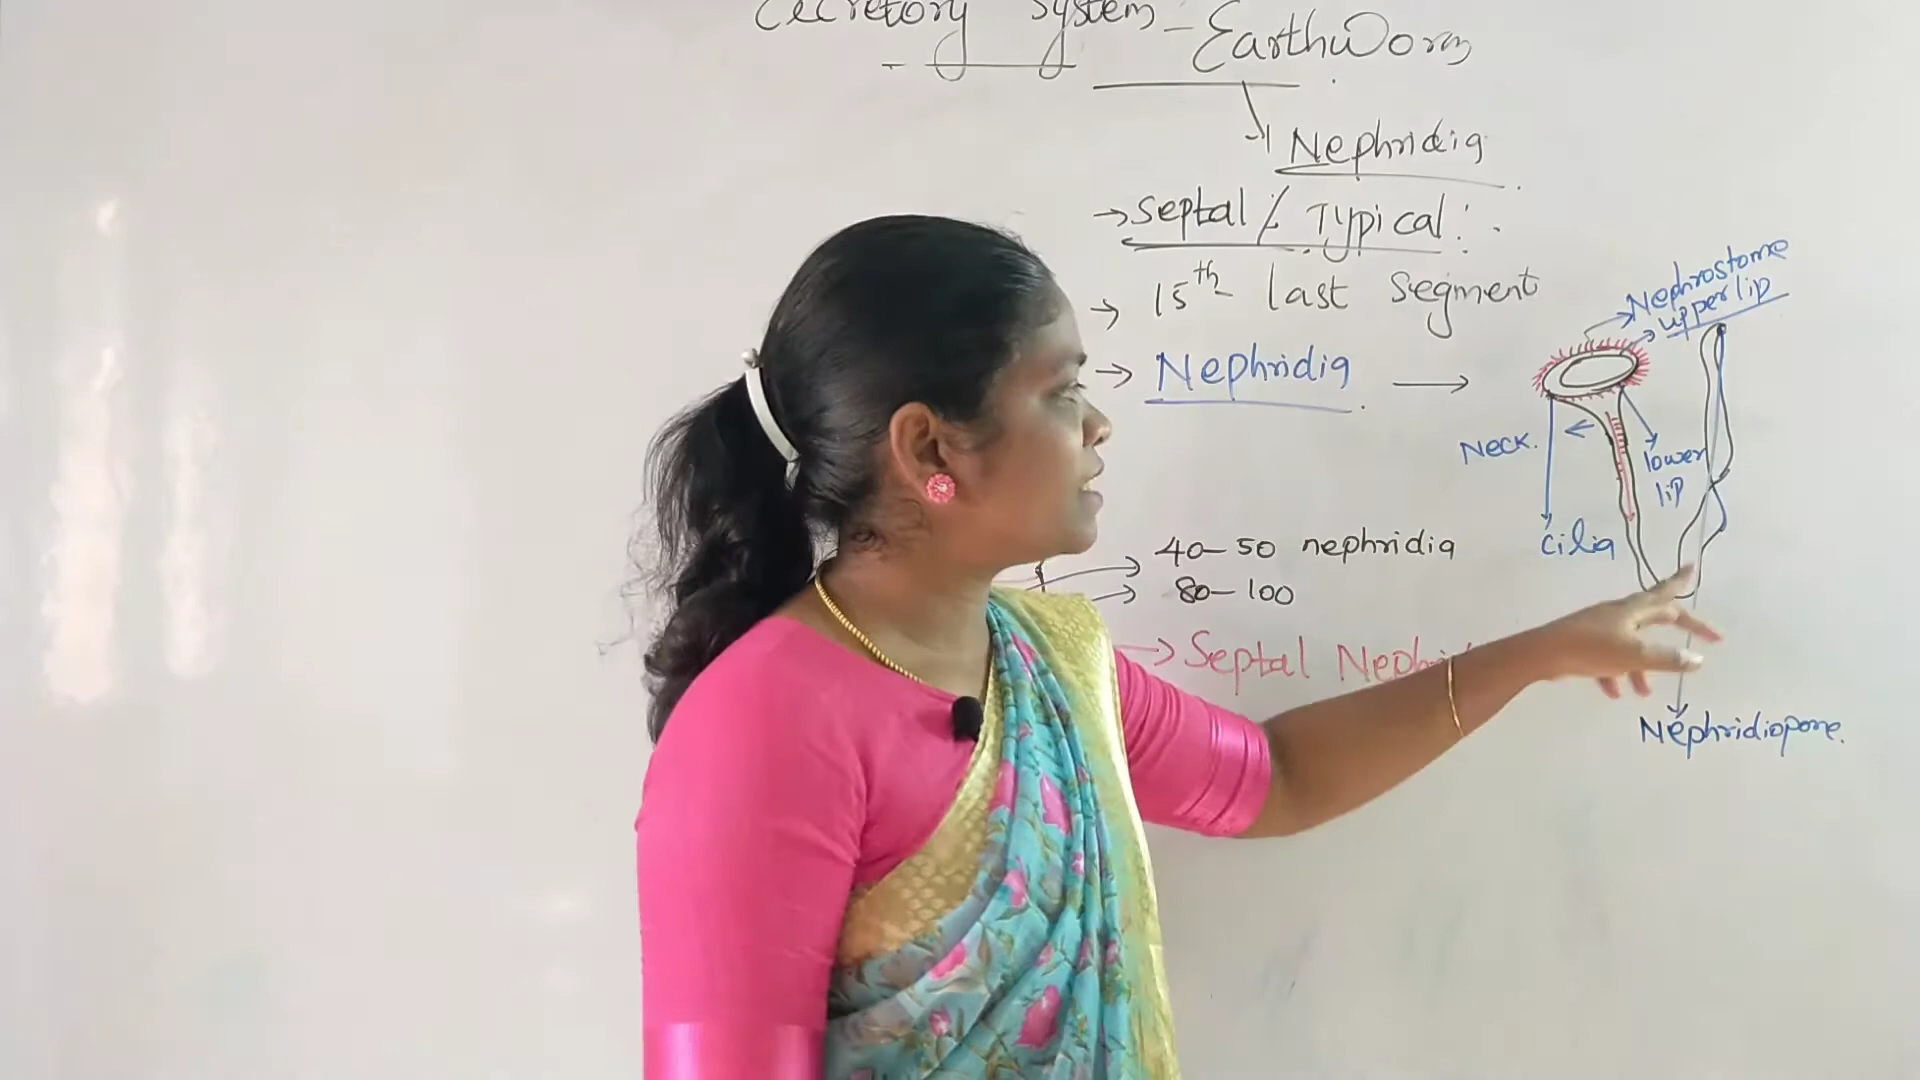 Excretory System - Earthworm
Nephridia
→ Septal / Typical :
→ 15th last Segment
→ Nephridia →
Nephrostome
upper lip
Neck.
lower
lip
cilia
→ 40-50 nephridia
→ 80-100
→ Septal
Nephridiopore.